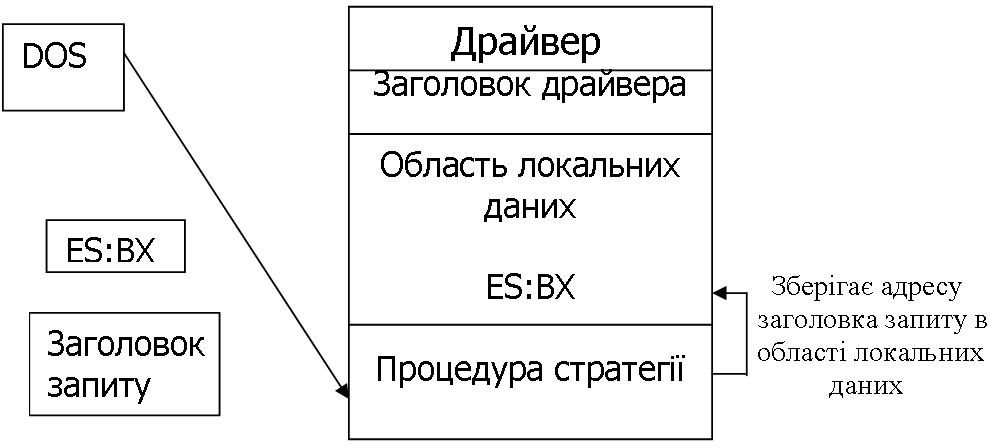 DOS
ES:BX
Заголовок
запиту
Драйвер
Заголовок драйвера
Область локальних
даних
ES:BX
Процедура стратегії
Зберігає адресу
заголовка запиту в
області локальних
даних